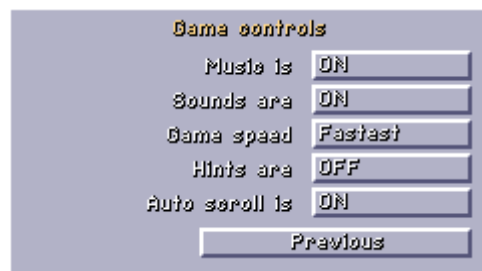 Game controls
Music is ON
Sounds are ON
Game speed Fastest
Hints are OFF
Auto scroll is ON
Previous